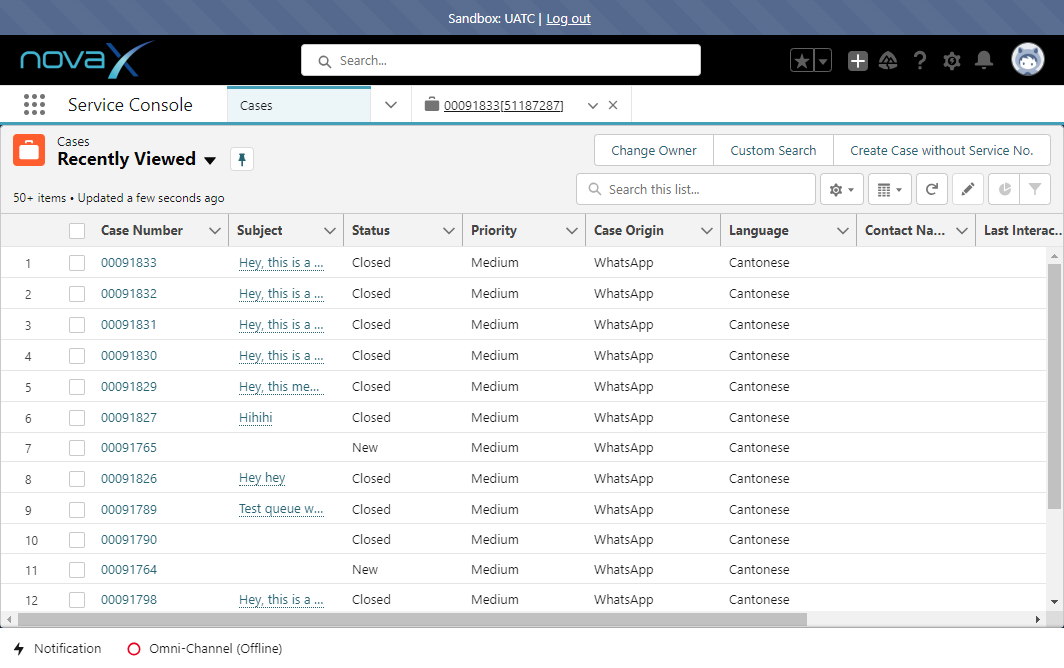 Sandbox: UATC | Log out
novaX
Search...
Service Console
Cases
00091833[51187287]
Cases
Recently Viewed
Change Owner
Custom Search
Create Case without Service No.
50+ items • Updated a few seconds ago
Search this list...
Case Number Subject Status Priority Case Origin Language Contact Na... Last Interac...
1 00091833 Hey, this is a ... Closed Medium WhatsApp Cantonese
2 00091832 Hey, this is a ... Closed Medium WhatsApp Cantonese
3 00091831 Hey, this is a ... Closed Medium WhatsApp Cantonese
4 00091830 Hey, this is a ... Closed Medium WhatsApp Cantonese
5 00091829 Hey, this me... Closed Medium WhatsApp Cantonese
6 00091827 Hihihi Closed Medium WhatsApp Cantonese
7 00091765 New Medium WhatsApp Cantonese
8 00091826 Hey hey Closed Medium WhatsApp Cantonese
9 00091789 Test queue w... Closed Medium WhatsApp Cantonese
10 00091790 Closed Medium WhatsApp Cantonese
11 00091764 New Medium WhatsApp Cantonese
12 00091798 Hey, this is a ... Closed Medium WhatsApp Cantonese
Notification
Omni-Channel (Offline)